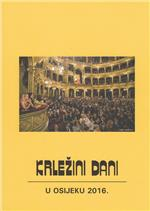 KRLEŽINI DANI
U OSIJEKU 2016.